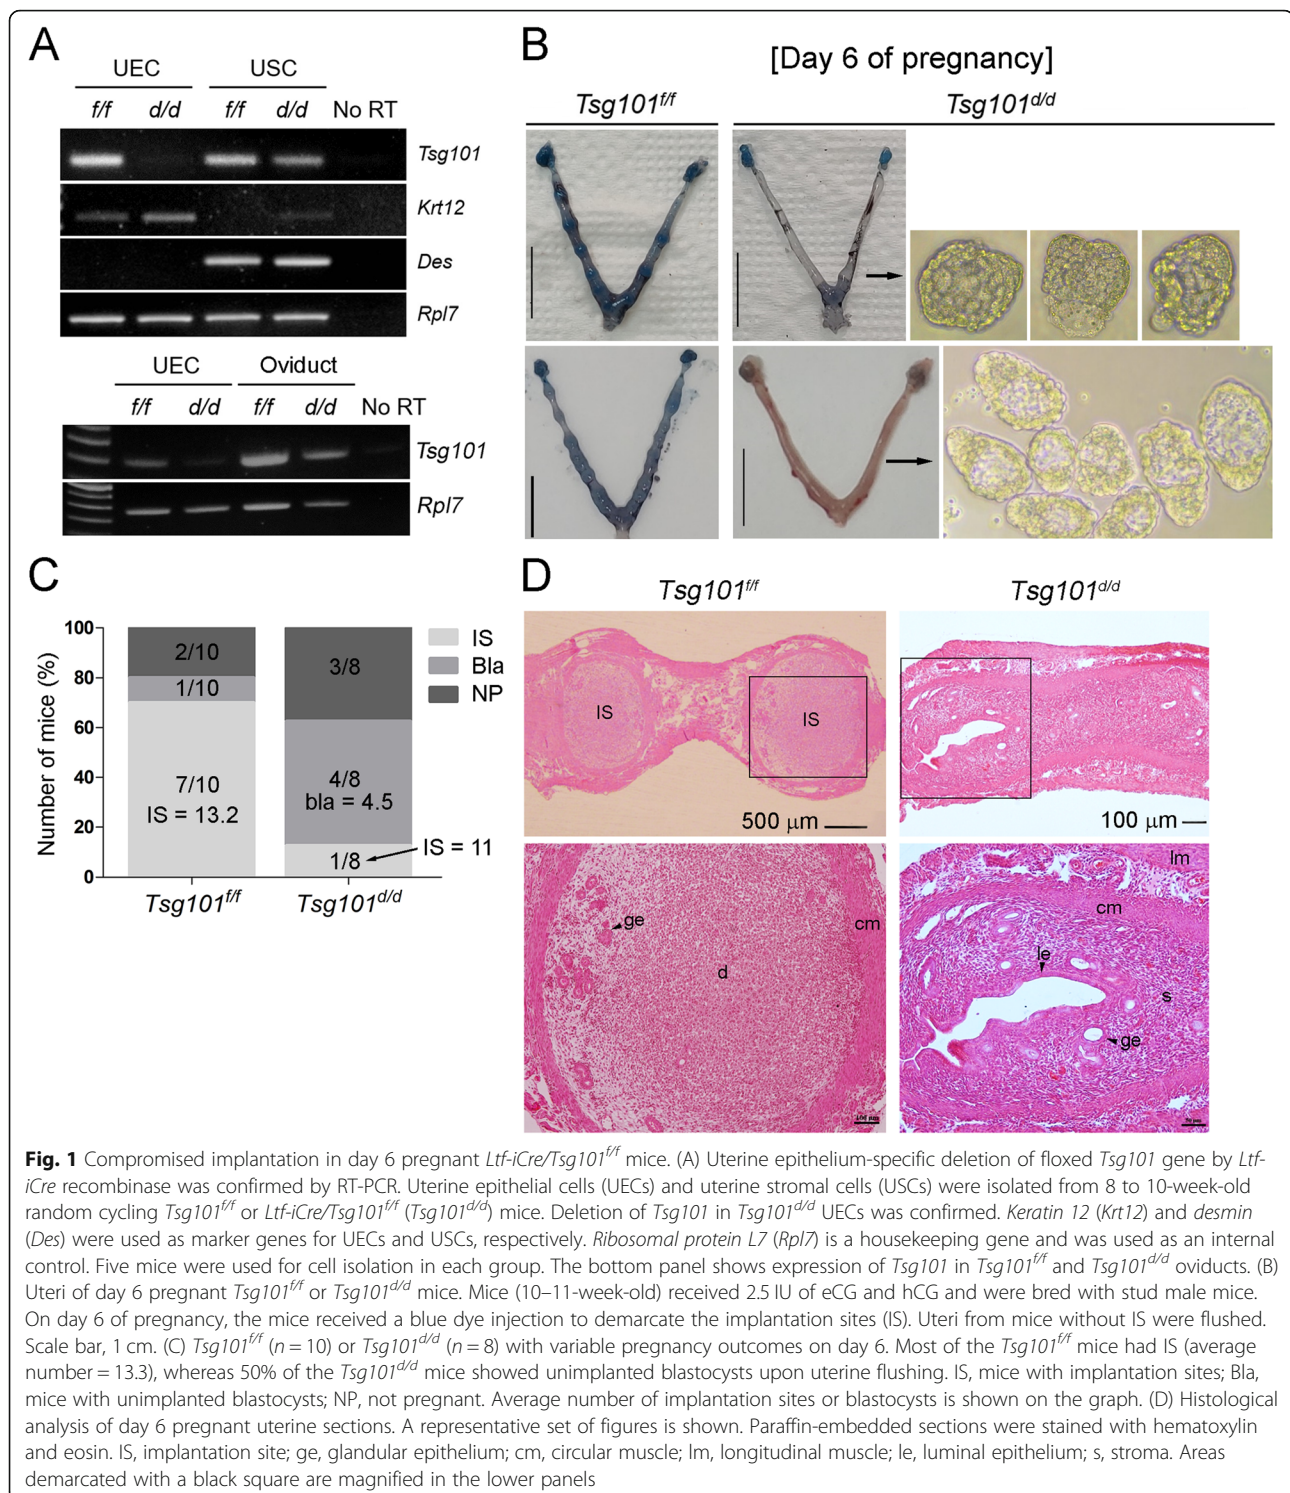 A
UEC
USC
f/f
d/d
f/f
d/d
No RT
Tsg101
Krt12
Des
Rpl7
UEC
Oviduct
f/f
d/d
f/f
d/d
No RT
Tsg101
Rpl7
B
[Day 6 of pregnancy]
Tsg101f/f
Tsg101d/d
C
Number of mice (%)
100
80
60
40
20
0
2/10
1/10
7/10
IS = 13.2
3/8
4/8
bla = 4.5
1/8
IS = 11
Tsg101f/f
Tsg101d/d
IS
Bla
NP
D
Tsg101f/f
Tsg101d/d
IS
IS
500 μm
100 μm
ge
d
cm
lm
cm
le
s
ge
Fig. 1 Compromised implantation in day 6 pregnant Ltf-iCre/Tsg101f/f mice. (A) Uterine epithelium-specific deletion of floxed Tsg101 gene by Ltf-
iCre recombinase was confirmed by RT-PCR. Uterine epithelial cells (UECs) and uterine stromal cells (USCs) were isolated from 8 to 10-week-old
random cycling Tsg101f/f or Ltf-iCre/Tsg101f/f (Tsg101d/d) mice. Deletion of Tsg101 in Tsg101d/d UECs was confirmed. Keratin 12 (Krt12) and desmin
(Des) were used as marker genes for UECs and USCs, respectively. Ribosomal protein L7 (Rpl7) is a housekeeping gene and was used as an internal
control. Five mice were used for cell isolation in each group. The bottom panel shows expression of Tsg101 in Tsg101f/f and Tsg101d/d oviducts. (B)
Uteri of day 6 pregnant Tsg101f/f or Tsg101d/d mice. Mice (10–11-week-old) received 2.5 IU of eCG and hCG and were bred with stud male mice.
On day 6 of pregnancy, the mice received a blue dye injection to demarcate the implantation sites (IS). Uteri from mice without IS were flushed.
Scale bar, 1 cm. (C) Tsg101f/f (n = 10) or Tsg101d/d (n = 8) with variable pregnancy outcomes on day 6. Most of the Tsg101f/f mice had IS (average
number = 13.3), whereas 50% of the Tsg101d/d mice showed unimplanted blastocysts upon uterine flushing. IS, mice with implantation sites; Bla,
mice with unimplanted blastocysts; NP, not pregnant. Average number of implantation sites or blastocysts is shown on the graph. (D) Histological
analysis of day 6 pregnant uterine sections. A representative set of figures is shown. Paraffin-embedded sections were stained with hematoxylin
and eosin. IS, implantation site; ge, glandular epithelium; cm, circular muscle; lm, longitudinal muscle; le, luminal epithelium; s, stroma. Areas
demarcated with a black square are magnified in the lower panels